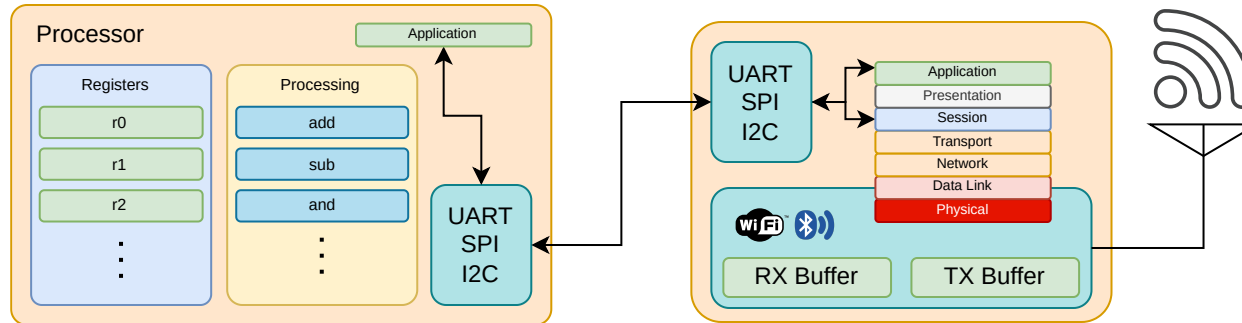 Processor
Application
Registers
r0
r1
r2
Processing
add
sub
and
UART
SPI
I2C
UART
SPI
I2C
Application
Presentation
Session
Transport
Network
Data Link
Physical
WiFi™
RX Buffer
TX Buffer